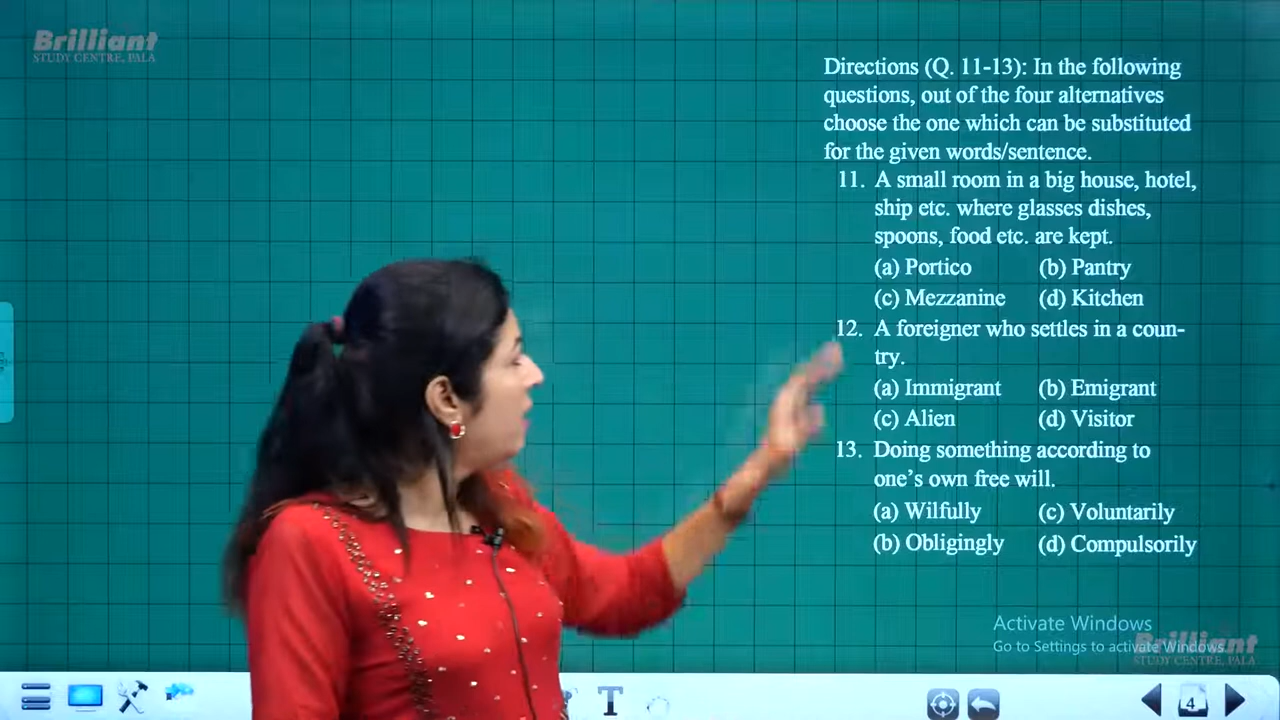 Brilliant
STUDY CENTRE, PALA
Directions (Q. 11-13): In the following
questions, out of the four alternatives
choose the one which can be substituted
for the given words/sentence.
11. A small room in a big house, hotel,
ship etc. where glasses dishes,
spoons, food etc. are kept.
(a) Portico (b) Pantry
(c) Mezzanine (d) Kitchen
12. A foreigner who settles in a coun-
try.
(a) Immigrant (b) Emigrant
(c) Alien (d) Visitor
13. Doing something according to
one's own free will.
(a) Wilfully (c) Voluntarily
(b) Obligingly (d) Compulsorily
Activate Windows
Go to Settings to activate Windows.
Brilliant
STUDY CENTRE, PALA
T
4